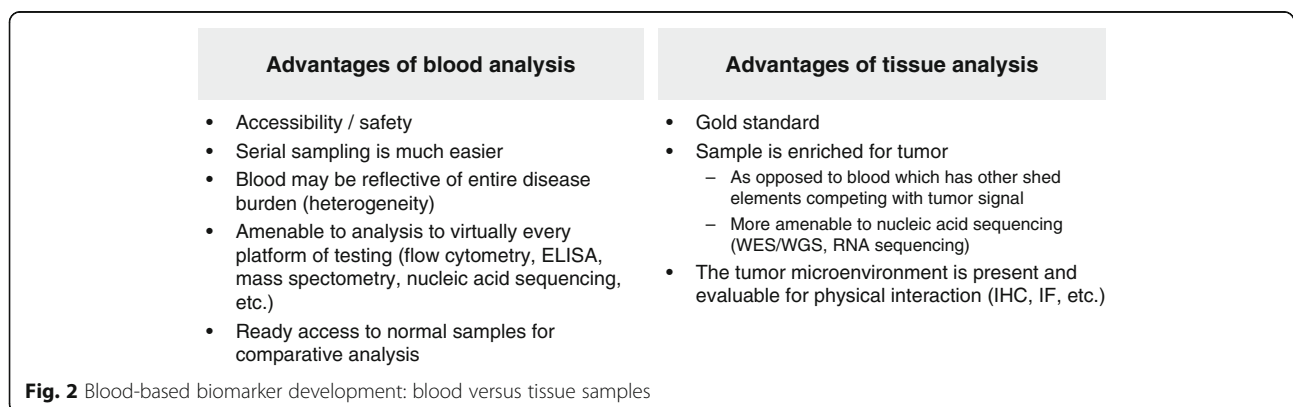 Advantages of blood analysis
• Accessibility / safety
• Serial sampling is much easier
• Blood may be reflective of entire disease
burden (heterogeneity)
• Amenable to analysis to virtually every
platform of testing (flow cytometry, ELISA,
mass spectometry, nucleic acid sequencing,
etc.)
• Ready access to normal samples for
comparative analysis
Advantages of tissue analysis
• Gold standard
• Sample is enriched for tumor
– As opposed to blood which has other shed
elements competing with tumor signal
– More amenable to nucleic acid sequencing
(WES/WGS, RNA sequencing)
• The tumor microenvironment is present and
evaluable for physical interaction (IHC, IF, etc.)
Fig. 2 Blood-based biomarker development: blood versus tissue samples